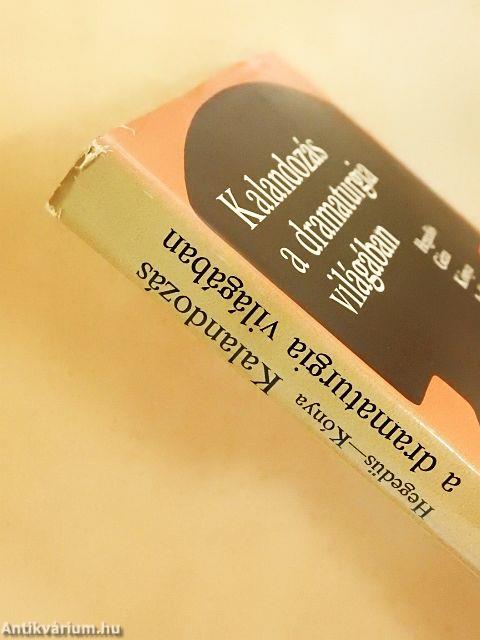 Kalandozás
a dramaturgia
világában
Hegedüs—Kónya Kalandozás
a dramaturgia világában
Antikvárium.hu